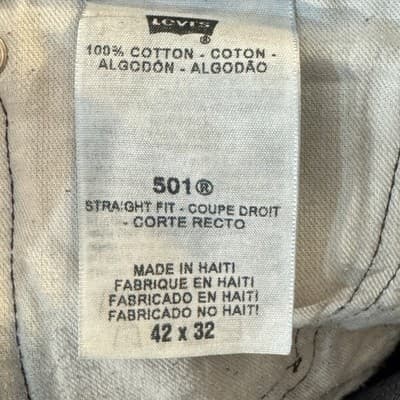 Levi's
®
100% COTTON - COTON -
ALGODÓN - ALGODÃO
501®
STRAIGHT FIT - COUPE DROIT
- CORTE RECTO
MADE IN HAITI
FABRIQUE EN HAITI
FABRICADO EN HAITI
FABRICADO NO HAITI
42 x 32